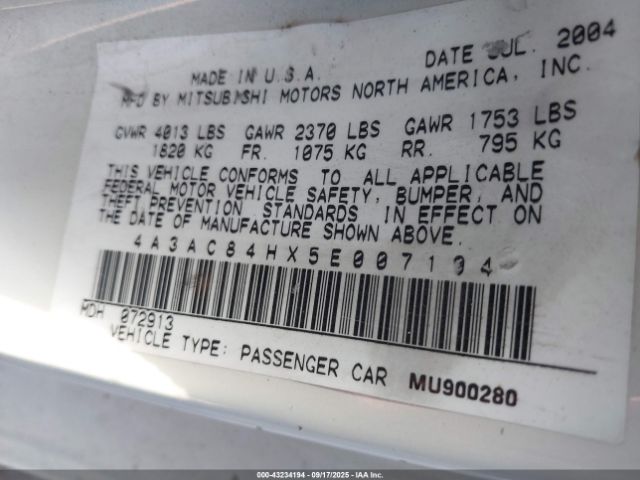 MADE IN U.S.A. DATE JUL. 2004
MFD BY MITSUBISHI MOTORS NORTH AMERICA, INC.
GVWR 4013 LBS GAWR 2370 LBS GAWR 1753 LBS
1820 KG FR. 1075 KG RR. 795 KG
THIS VEHICLE CONFORMS TO ALL APPLICABLE
FEDERAL MOTOR VEHICLE SAFETY, BUMPER, AND
THEFT PREVENTION STANDARDS IN EFFECT ON
THE DATE OF MANUFACTURE SHOWN ABOVE.
4A3AC84HX5E007194
MDH 072913
VEHICLE TYPE: PASSENGER CAR MU900280
000-43234194 - 09/17/2025 - IAA Inc.